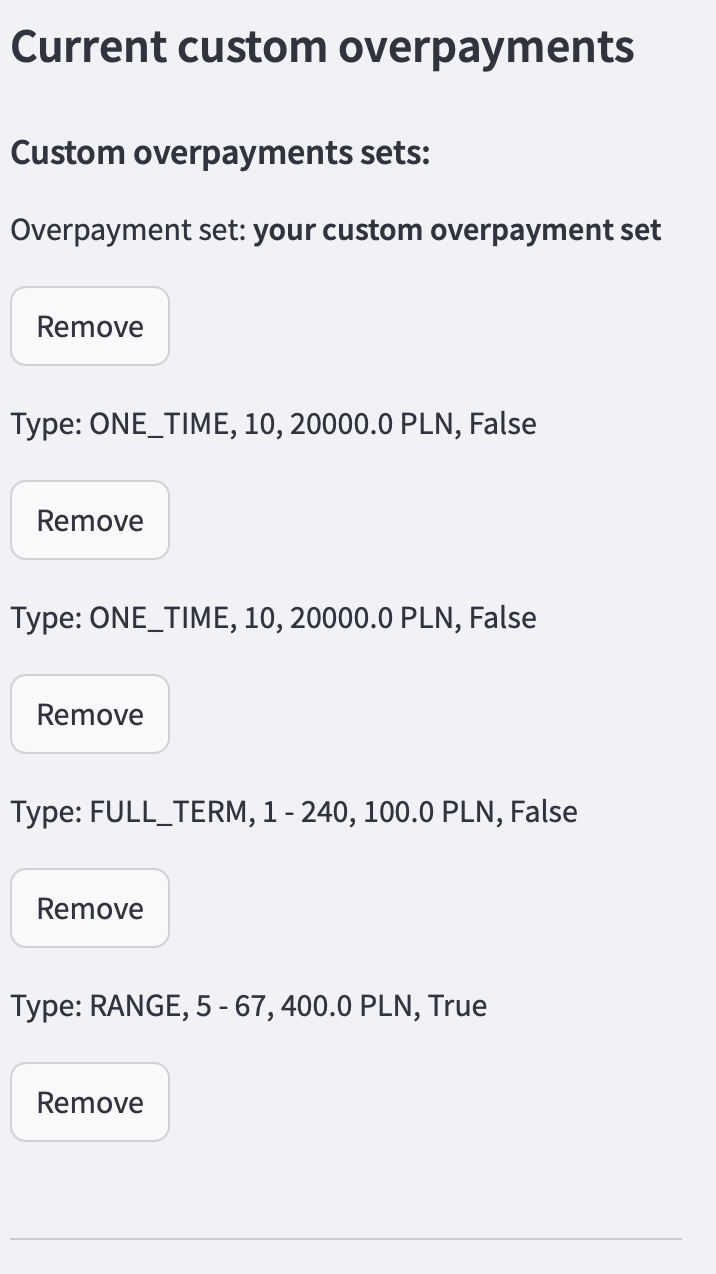 Current custom overpayments
Custom overpayments sets:
Overpayment set: your custom overpayment set
Remove
Type: ONE_TIME, 10, 20000.0 PLN, False
Remove
Type: ONE_TIME, 10, 20000.0 PLN, False
Remove
Type: FULL_TERM, 1 - 240, 100.0 PLN, False
Remove
Type: RANGE, 5 - 67, 400.0 PLN, True
Remove